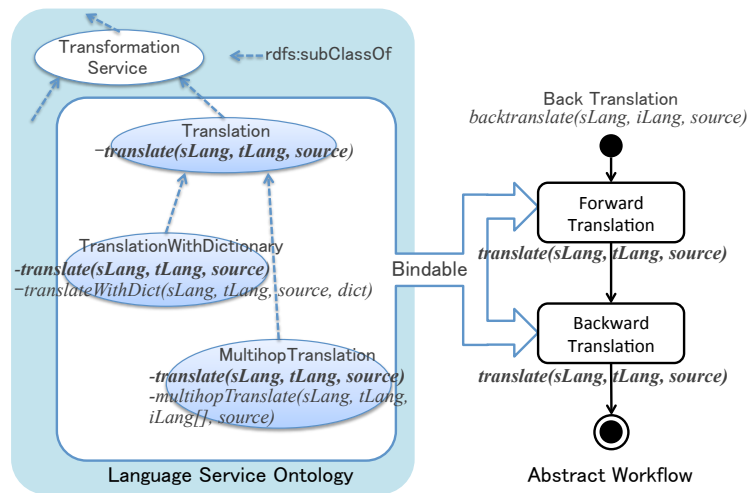 Transformation
Service
rdfs:subClassOf
Translation
-translate(sLang, tLang, source)
TranslationWithDictionary
-translate(sLang, tLang, source)
-translateWithDict(sLang, tLang, source, dict)
MultihopTranslation
-translate(sLang, tLang, source)
-multihopTranslate(sLang, tLang,
iLang[], source)
Language Service Ontology
Bindable
Back Translation
backtranslate(sLang, iLang, source)
Forward
Translation
translate(sLang, tLang, source)
Backward
Translation
translate(sLang, tLang, source)
Abstract Workflow